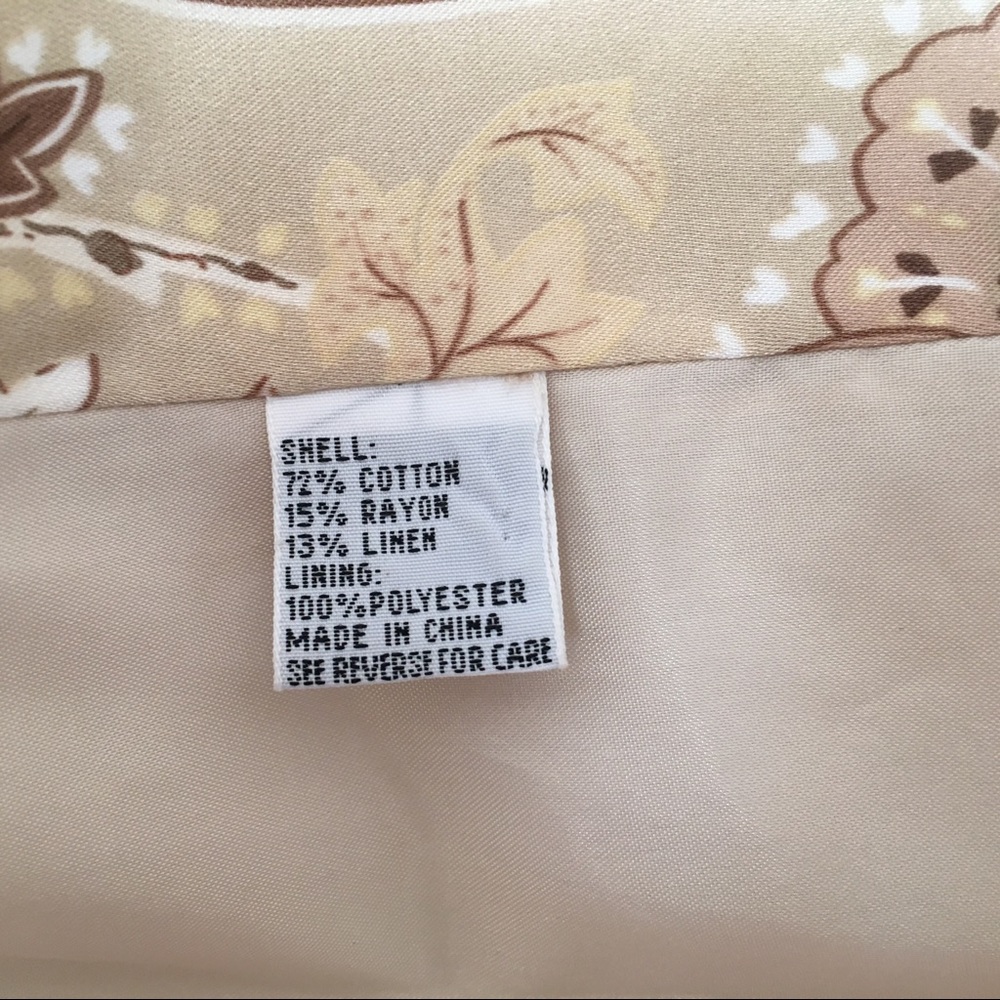 SHELL:
72% COTTON
15% RAYON
13% LINEN
LINING:
100%POLYESTER
MADE IN CHINA
SEE REVERSE FOR CARE